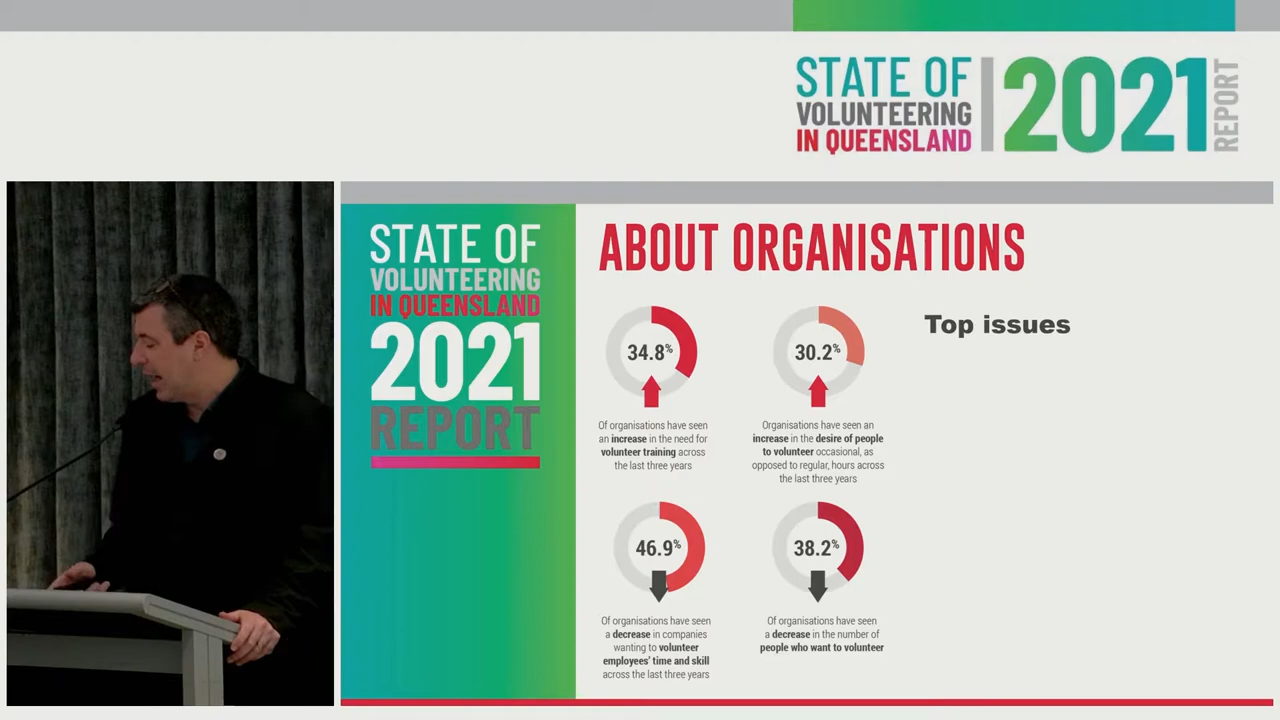 STATE OF
VOLUNTEERING
IN QUEENSLAND
2021
REPORT
STATE OF
VOLUNTEERING
IN QUEENSLAND
2021
REPORT
ABOUT ORGANISATIONS
34.8%
Of organisations have seen
an increase in the need for
volunteer training across
the last three years
30.2%
Organisations have seen an
increase in the desire of people
to volunteer occasional, as
opposed to regular, hours across
the last three years
Top issues
46.9%
Of organisations have seen
a decrease in companies
wanting to volunteer
employees' time and skill
across the last three years
38.2%
Of organisations have seen
a decrease in the number of
people who want to volunteer